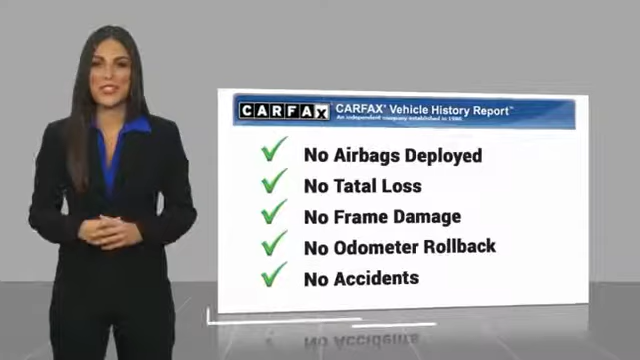 CARFAX CARFAX® Vehicle History Report™
An independent company established in 1986
No Airbags Deployed
No Tatal Loss
No Frame Damage
No Odometer Rollback
No Accidents